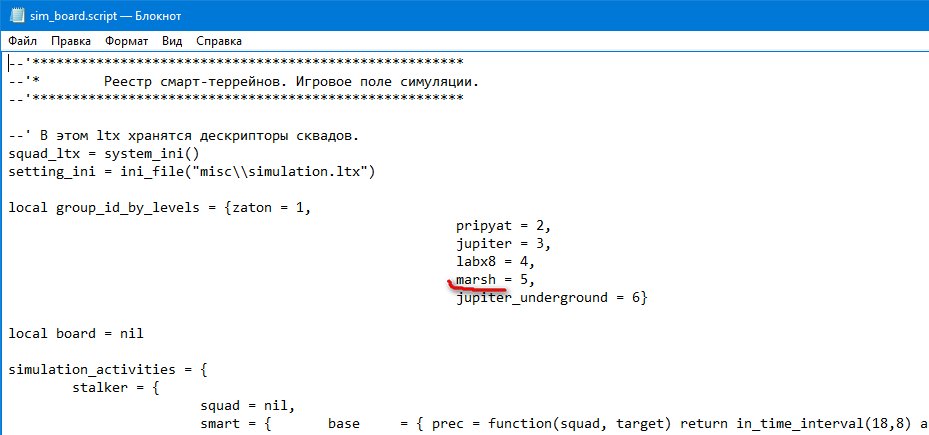 sim_board.script — Блокнот
Файл Правка Формат Вид Справка
--'******************************************************
--'* Реестр смарт-террейнов. Игровое поле симуляции.
--'******************************************************
--' В этом ltx хранятся дескрипторы сквадов.
squad_ltx = system_ini()
setting_ini = ini_file("misc\\simulation.ltx")
local group_id_by_levels = {zaton = 1,
pripyat = 2,
jupiter = 3,
labx8 = 4,
marsh = 5,
jupiter_underground = 6}
local board = nil
simulation_activities = {
stalker = {
squad = nil,
smart = { base = { prec = function(squad, target) return in_time_interval(18,8) a